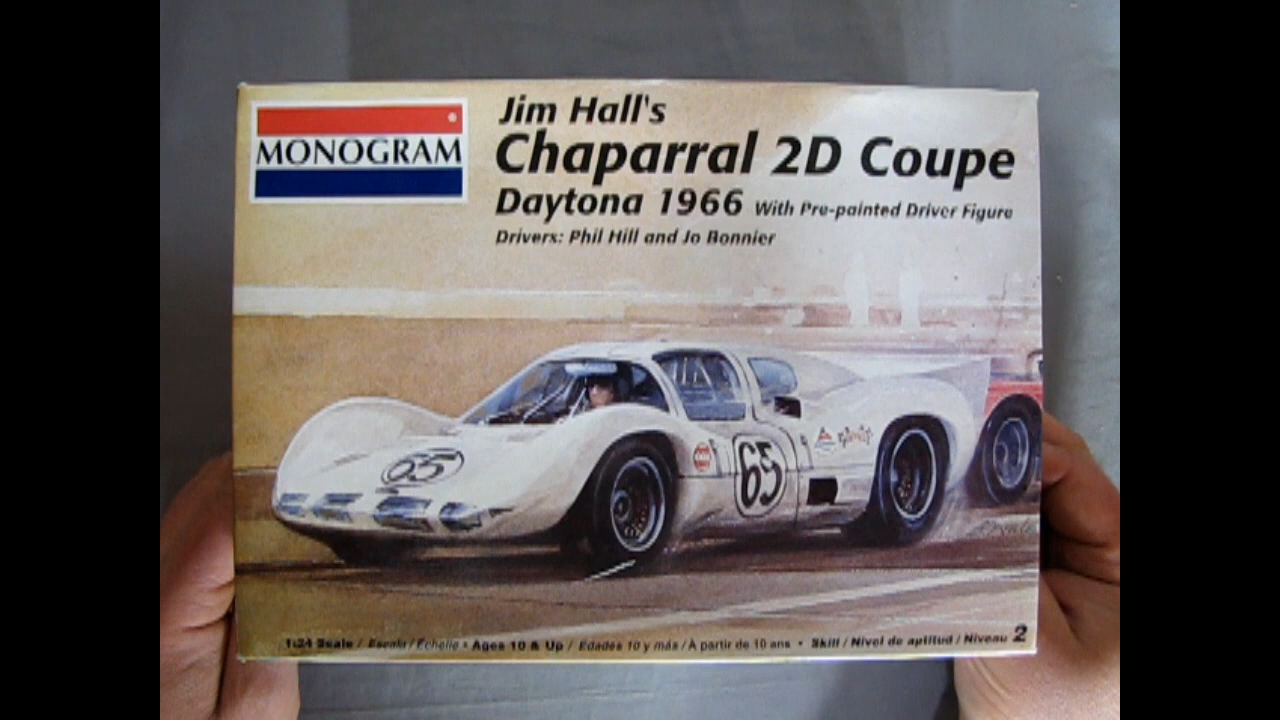 MONOGRAM
Jim Hall's
Chaparral 2D Coupe
Daytona 1966 With Pre-painted Driver Figure
Drivers: Phil Hill and Jo Bonnier
65
65
1:24 Scale / Escala / Échelle • Ages 10 & Up / Edades 10 y más / À partir de 10 ans • Skill / Nivel de aptitud / Niveau 2